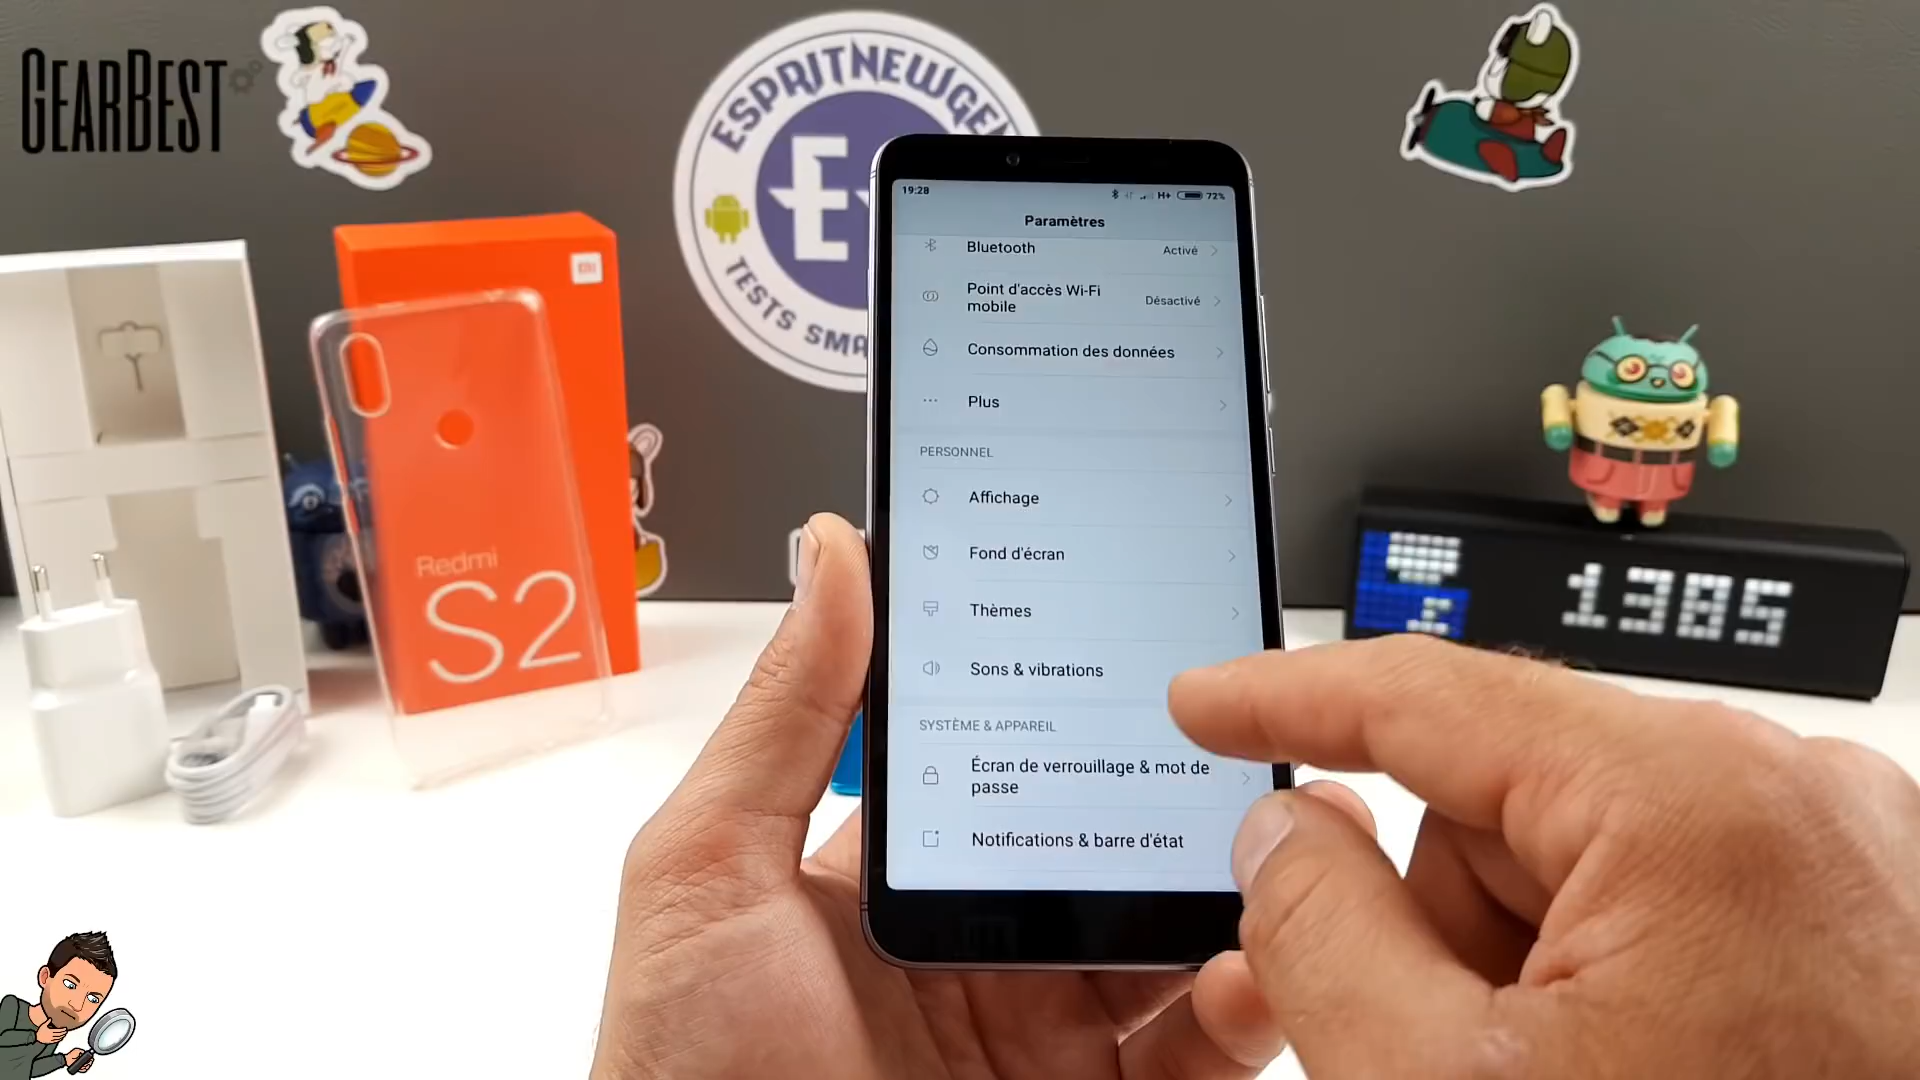 GEARBEST
ESPRITNEWGEN
TESTS SMA
E
MI
Redmi
S2
19:28
H+ 72%
Paramètres
Bluetooth
Activé
Point d'accès Wi-Fi
mobile
Désactivé
Consommation des données
Plus
PERSONNEL
Affichage
Fond d'écran
Thèmes
Sons & vibrations
SYSTÈME & APPAREIL
Écran de verrouillage & mot de
passe
Notifications & barre d'état
1385